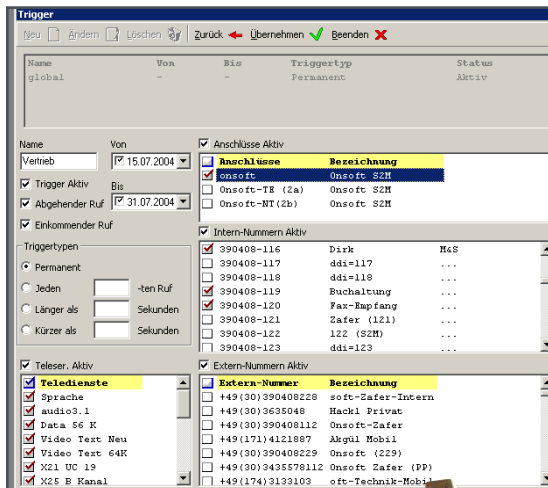 Trigger
Neu Ändern Löschen Zurück Übernehmen Beenden
Name Von Bis Triggertyp Status
global - - Permanent Aktiv
Name Von
Vertrieb 15.07.2004
Trigger Aktiv Bis
Abgehender Ruf 31.07.2004
Einkommender Ruf
Triggertypen
Permanent
Jeden -ten Ruf
Länger als Sekunden
Kürzer als Sekunden
Anschlüsse Aktiv
Anschlüsse Bezeichnung
onsoft Onsoft S2M
Onsoft-TE (2a) Onsoft S2M
Onsoft-NT(2b) Onsoft S2M
Intern-Nummern Aktiv
390408-116 Dirk M&S
390408-117 ddi=117 ...
390408-118 ddi=118 ...
390408-119 Buchaltung ...
390408-120 Fax-Empfang ...
390408-121 Zafer (121) ...
390408-122 122 (S2M) ...
390408-123 ddi=123 ...
Teleser. Aktiv
Teledienste
Sprache
audio3.1
Data 56 K
Video Text Neu
Video Text 64K
X21 UC 19
X25 B Kanal
Extern-Nummern Aktiv
Extern-Nummer Bezeichnung
+49(30)390408228 soft-Zafer-Intern
+49(30)3635048 Hackl Privat
+49(30)390408112 Onsoft-Zafer
+49(171)4121887 Akgül Mobil
+49(30)390408229 Onsoft (229)
+49(30)3435578112 Onsoft Zafer (PP)
+49(174)3133103 oft-Technik-Mobil